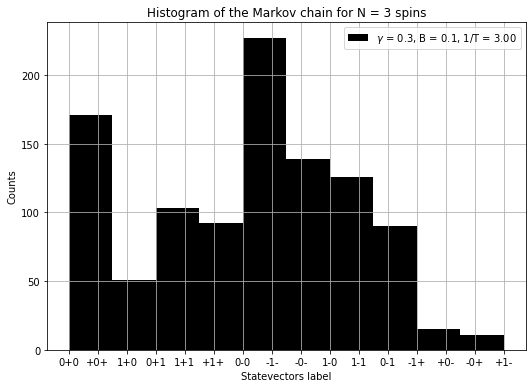 Histogram of the Markov chain for N = 3 spins
γ = 0.3, B = 0.1, 1/T = 3.00
Counts
200
150
100
50
0
0+0 +0+ 1+0 0+1 1+1 +1+ 0-0 -1- -0- 1-0 1-1 0-1 -1+ +0- -0+ +1-
Statevectors label